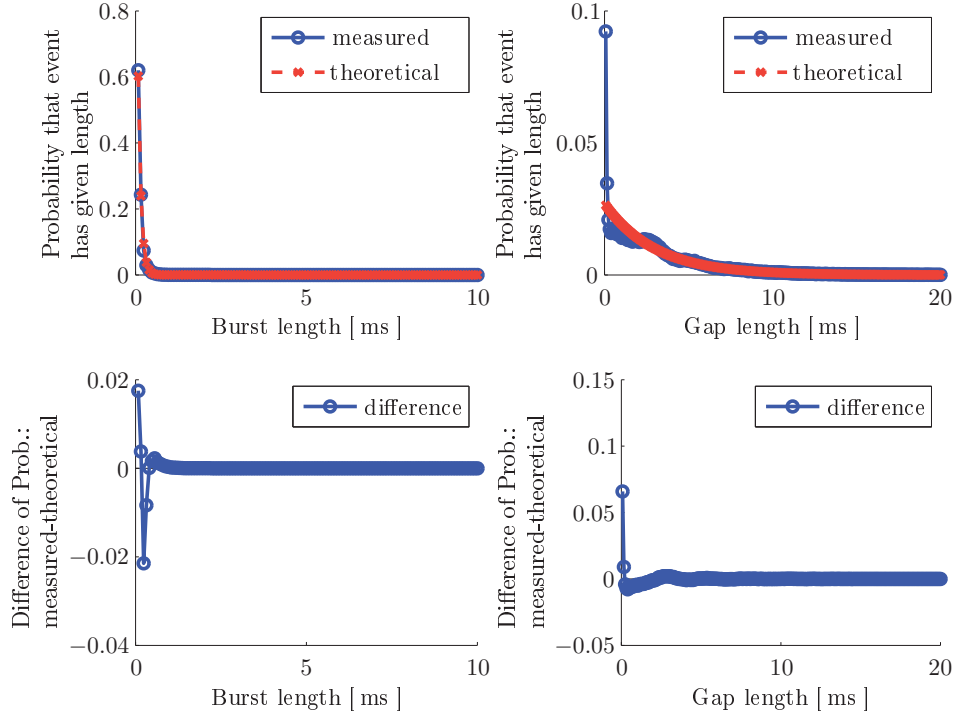 Probability that event
has given length
0.8
0.6
0.4
0.2
0
0
5
10
Burst length [ ms ]
measured
theoretical
Probability that event
has given length
0.1
0.05
0
0
10
20
Gap length [ ms ]
measured
theoretical
Difference of Prob.:
measured-theoretical
0.02
0
−0.02
−0.04
0
5
10
Burst length [ ms ]
difference
Difference of Prob.:
measured-theoretical
0.15
0.1
0.05
0
−0.05
0
10
20
Gap length [ ms ]
difference